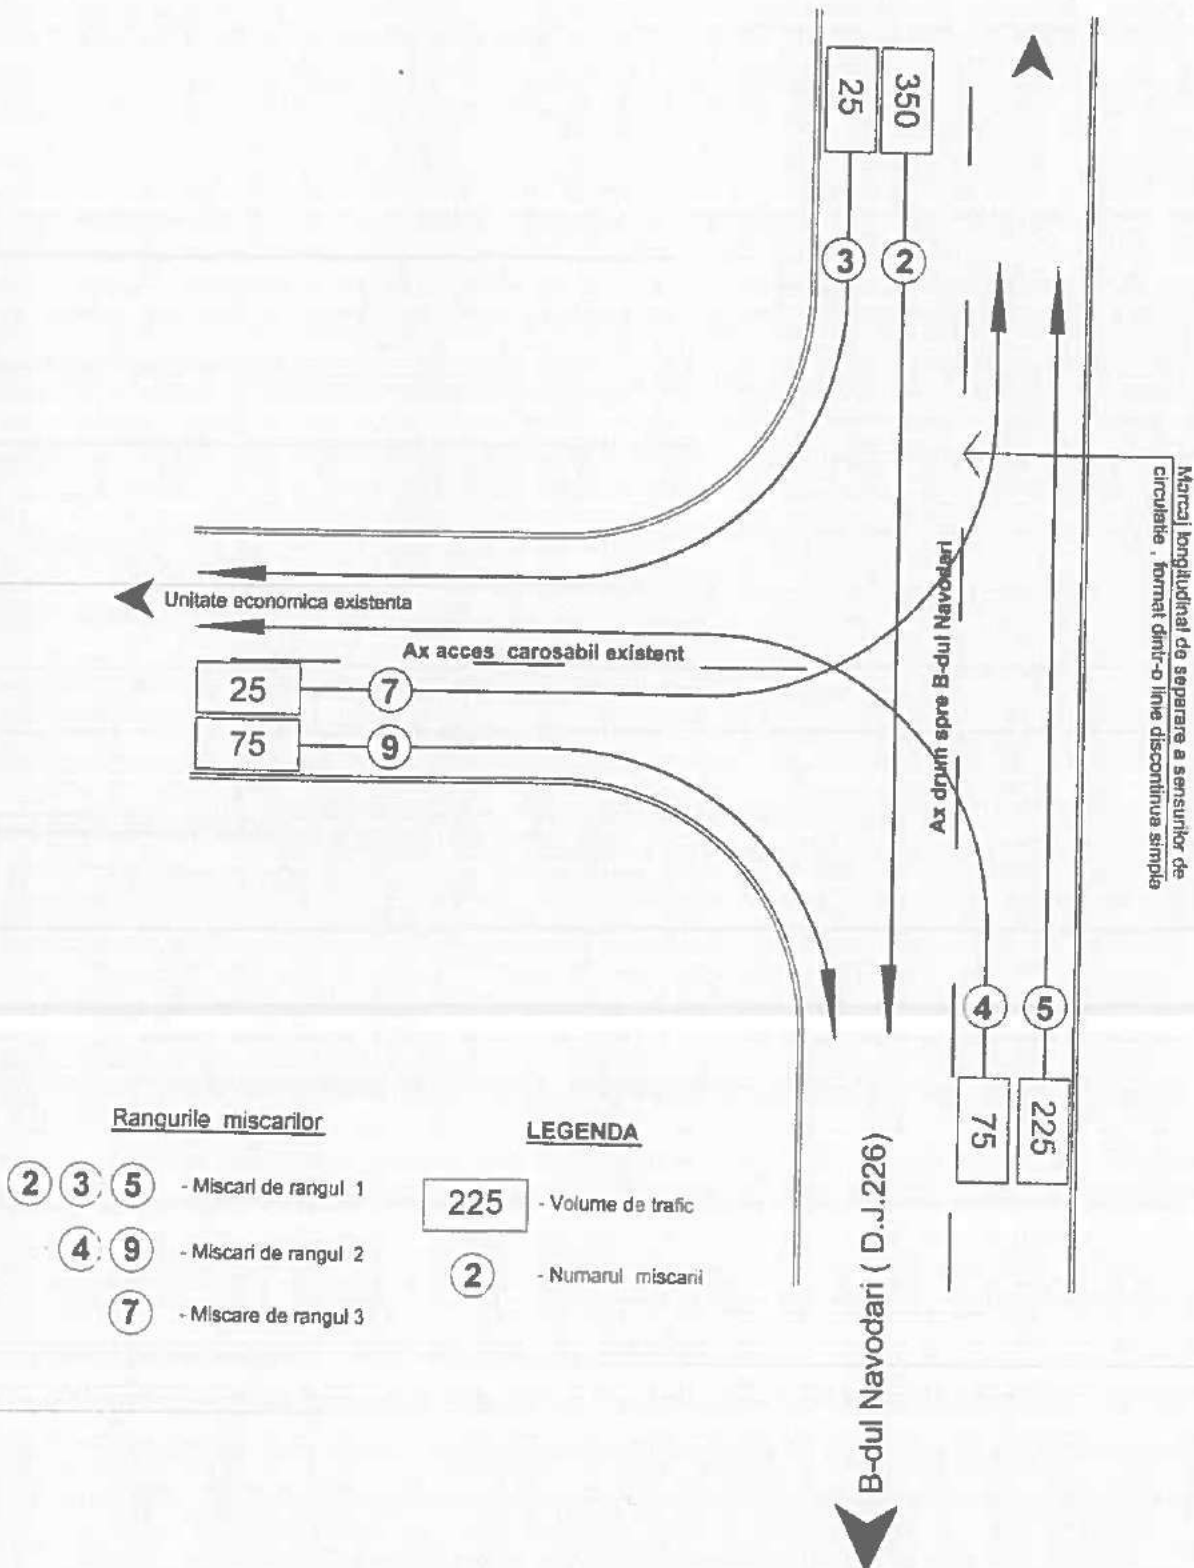 25
350
3
2
Marcaj longitudinal de separare a sensurilor de
circulatie , format dintr-o linie discontinua simpla
Unitate economica existenta
Ax acces carosabil existent
Ax drum spre B-dul Navodari
25
7
75
9
4
5
75
225
B-dul Navodari ( D.J.226)
Rangurile miscarilor
2 3 5 - Miscari de rangul 1
4 9 - Miscari de rangul 2
7 - Miscare de rangul 3
LEGENDA
225 - Volume de trafic
2 - Numarul miscarii